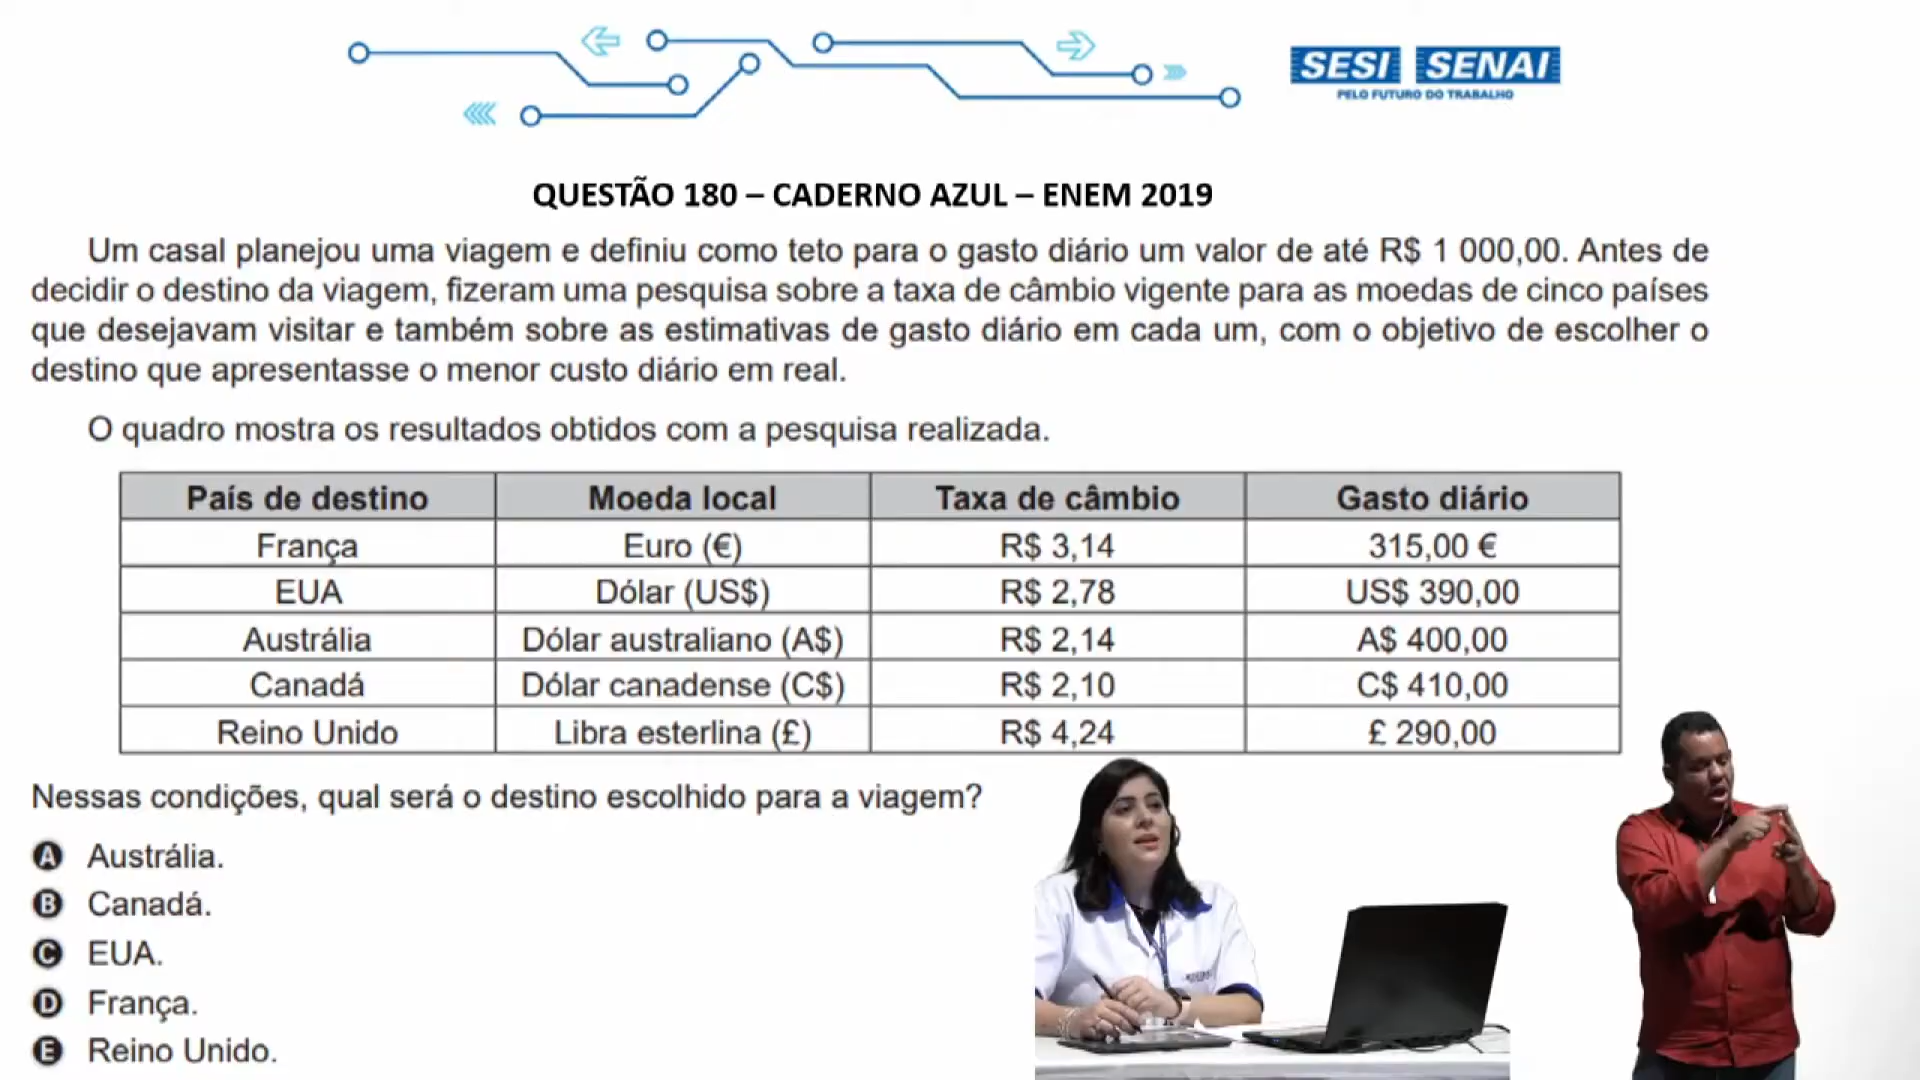 SESI SENAI
PELO FUTURO DO TRABALHO
QUESTÃO 180 – CADERNO AZUL – ENEM 2019
Um casal planejou uma viagem e definiu como teto para o gasto diário um valor de até R$ 1 000,00. Antes de
decidir o destino da viagem, fizeram uma pesquisa sobre a taxa de câmbio vigente para as moedas de cinco países
que desejavam visitar e também sobre as estimativas de gasto diário em cada um, com o objetivo de escolher o
destino que apresentasse o menor custo diário em real.
O quadro mostra os resultados obtidos com a pesquisa realizada.
País de destino Moeda local Taxa de câmbio Gasto diário
França Euro (€) R$ 3,14 315,00 €
EUA Dólar (US$) R$ 2,78 US$ 390,00
Austrália Dólar australiano (A$) R$ 2,14 A$ 400,00
Canadá Dólar canadense (C$) R$ 2,10 C$ 410,00
Reino Unido Libra esterlina (£) R$ 4,24 £ 290,00
Nessas condições, qual será o destino escolhido para a viagem?
A Austrália.
B Canadá.
C EUA.
D França.
E Reino Unido.